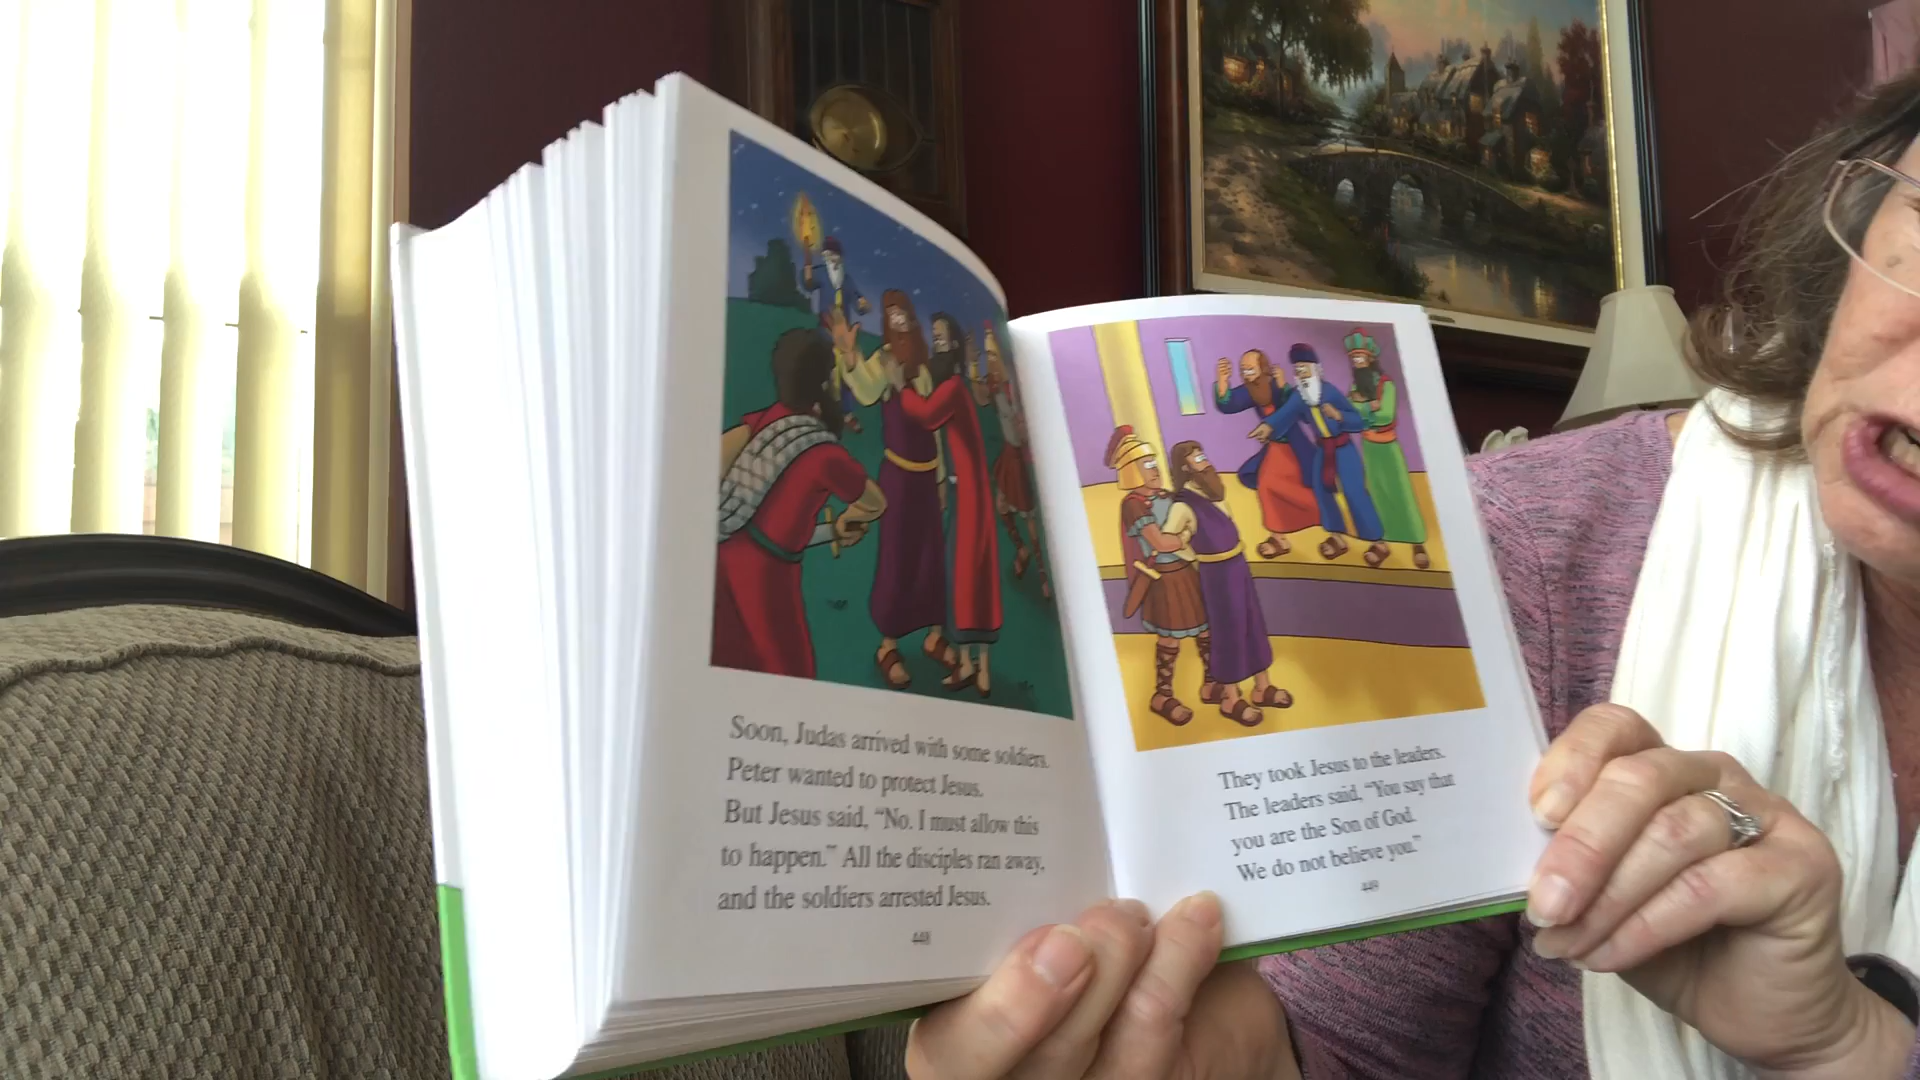 Soon, Judas arrived with some soldiers.
Peter wanted to protect Jesus.
But Jesus said, “No. I must allow this
to happen.” All the disciples ran away,
and the soldiers arrested Jesus.
448
They took Jesus to the leaders.
The leaders said, “You say that
you are the Son of God.
We do not believe you.”
449